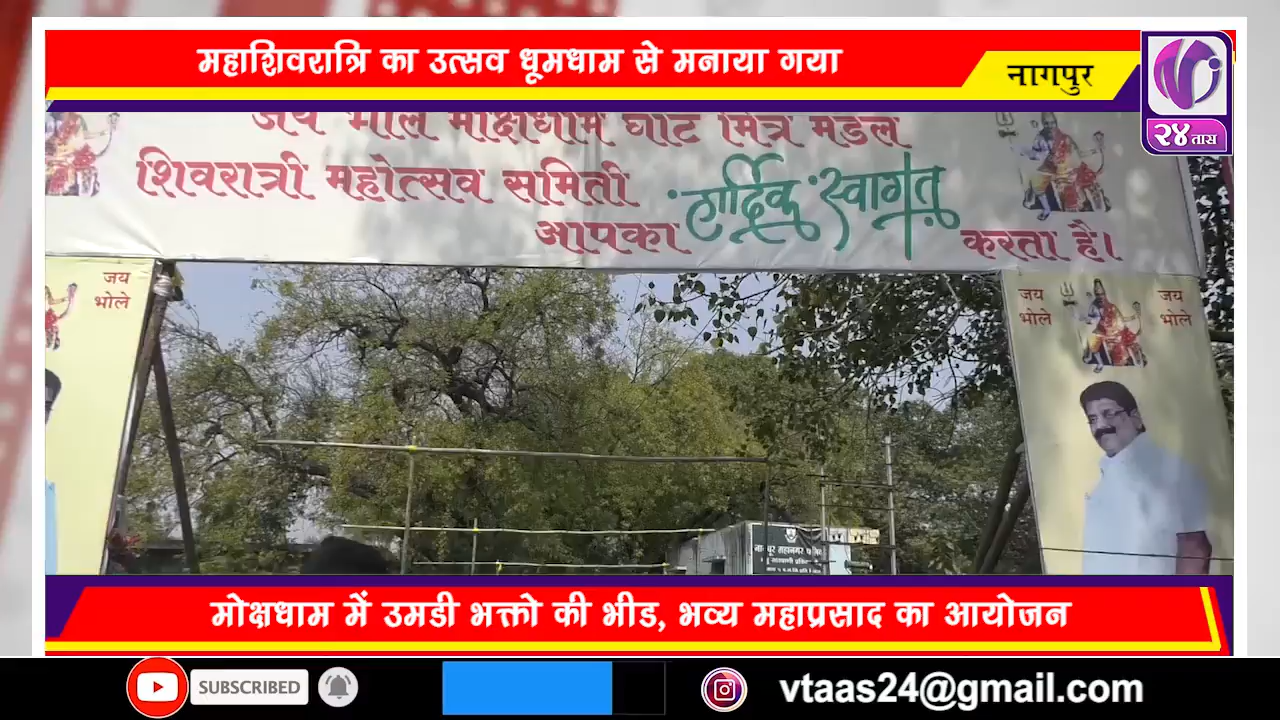 महाशिवरात्रि का उत्सव धूमधाम से मनाया गया
नागपुर
२४ तास
जय भोले मोक्षधाम घाट मित्र मंडल
शिवरात्री महोत्सव समिती हार्दिक स्वागत
आपका करता है।
जय
भोले
जय
भोले
जय
भोले
मोक्षधाम में उमडी भक्तो की भीड, भव्य महाप्रसाद का आयोजन
SUBSCRIBED
vtaas24@gmail.com